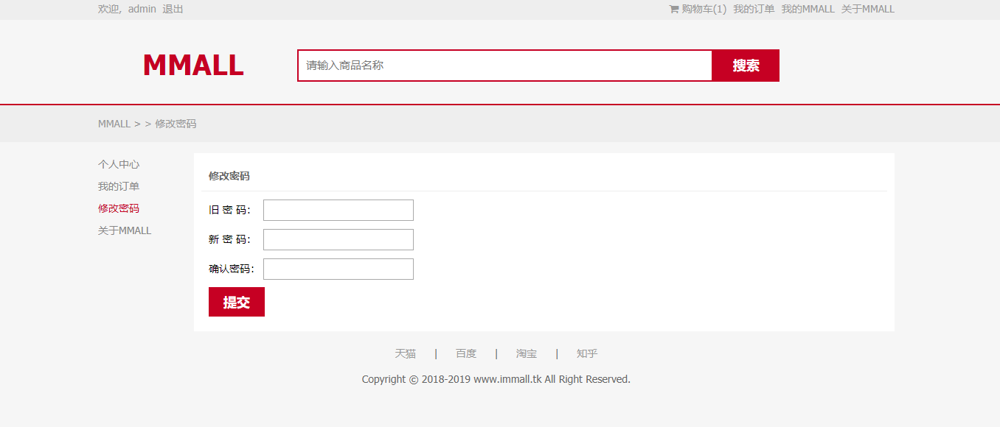 欢迎，admin 退出
购物车(1) 我的订单 我的MMALL 关于MMALL
MMALL
请输入商品名称
搜索
MMALL > > 修改密码
个人中心
我的订单
修改密码
关于MMALL
修改密码
旧 密 码：
新 密 码：
确认密码：
提交
天猫 | 百度 | 淘宝 | 知乎
Copyright © 2018-2019 www.immall.tk All Right Reserved.